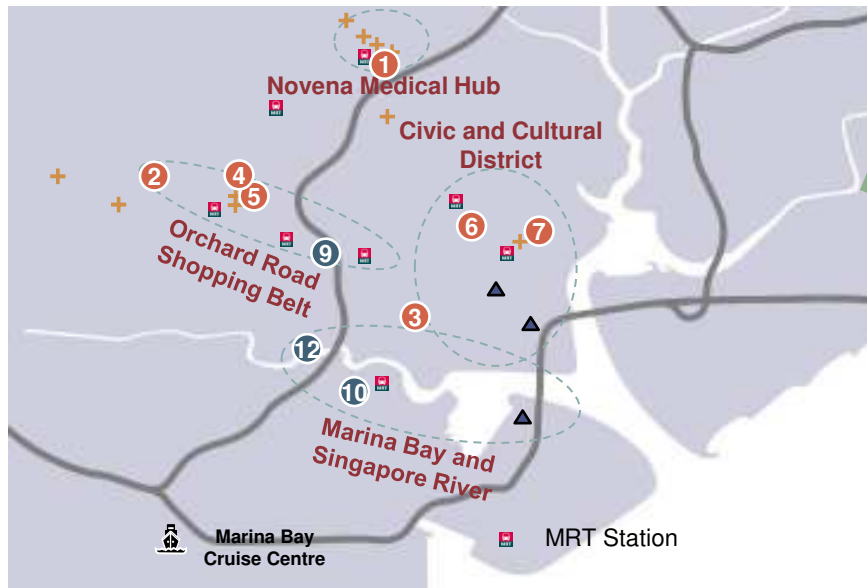 1
Novena Medical Hub
Civic and Cultural
District
2
4
5
6
7
Orchard Road
Shopping Belt
9
3
12
10
Marina Bay and
Singapore River
Marina Bay
Cruise Centre
MRT
MRT Station